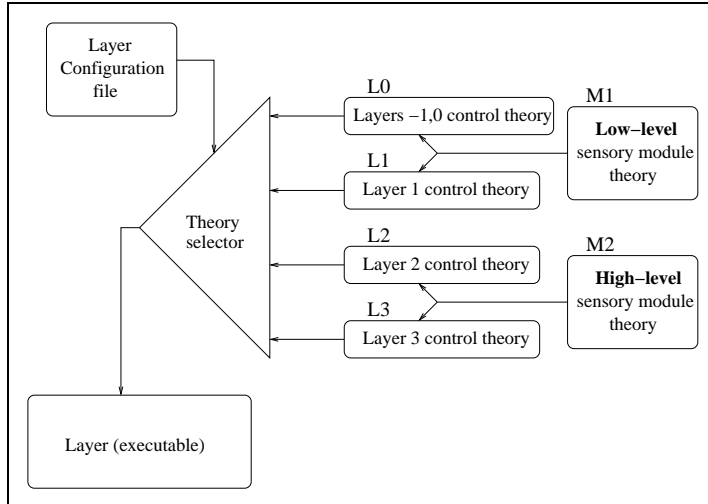 Layer
Configuration
file
L0
Layers −1,0 control theory
M1
Low−level
sensory module
theory
L1
Layer 1 control theory
Theory
selector
L2
Layer 2 control theory
M2
High−level
sensory module
theory
L3
Layer 3 control theory
Layer (executable)